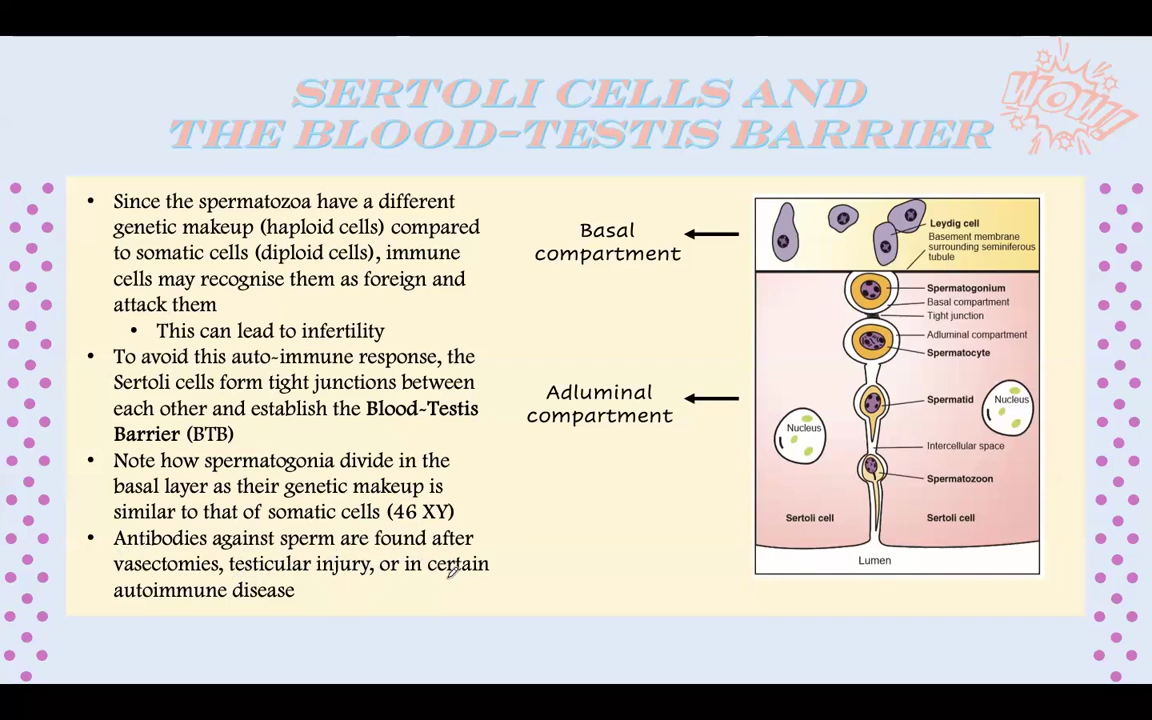 WOW!
SERTOLI CELLS AND
THE BLOOD-TESTIS BARRIER
• Since the spermatozoa have a different
genetic makeup (haploid cells) compared
to somatic cells (diploid cells), immune
cells may recognise them as foreign and
attack them
• This can lead to infertility
• To avoid this auto-immune response, the
Sertoli cells form tight junctions between
each other and establish the Blood-Testis
Barrier (BTB)
• Note how spermatogonia divide in the
basal layer as their genetic makeup is
similar to that of somatic cells (46 XY)
• Antibodies against sperm are found after
vasectomies, testicular injury, or in certain
autoimmune disease
Basal
compartment
Adluminal
compartment
Leydig cell
Basement membrane
surrounding seminiferous
tubule
Spermatogonium
Basal compartment
Tight junction
Adluminal compartment
Spermatocyte
Spermatid
Nucleus
Nucleus
Intercellular space
Spermatozoon
Sertoli cell
Sertoli cell
Lumen